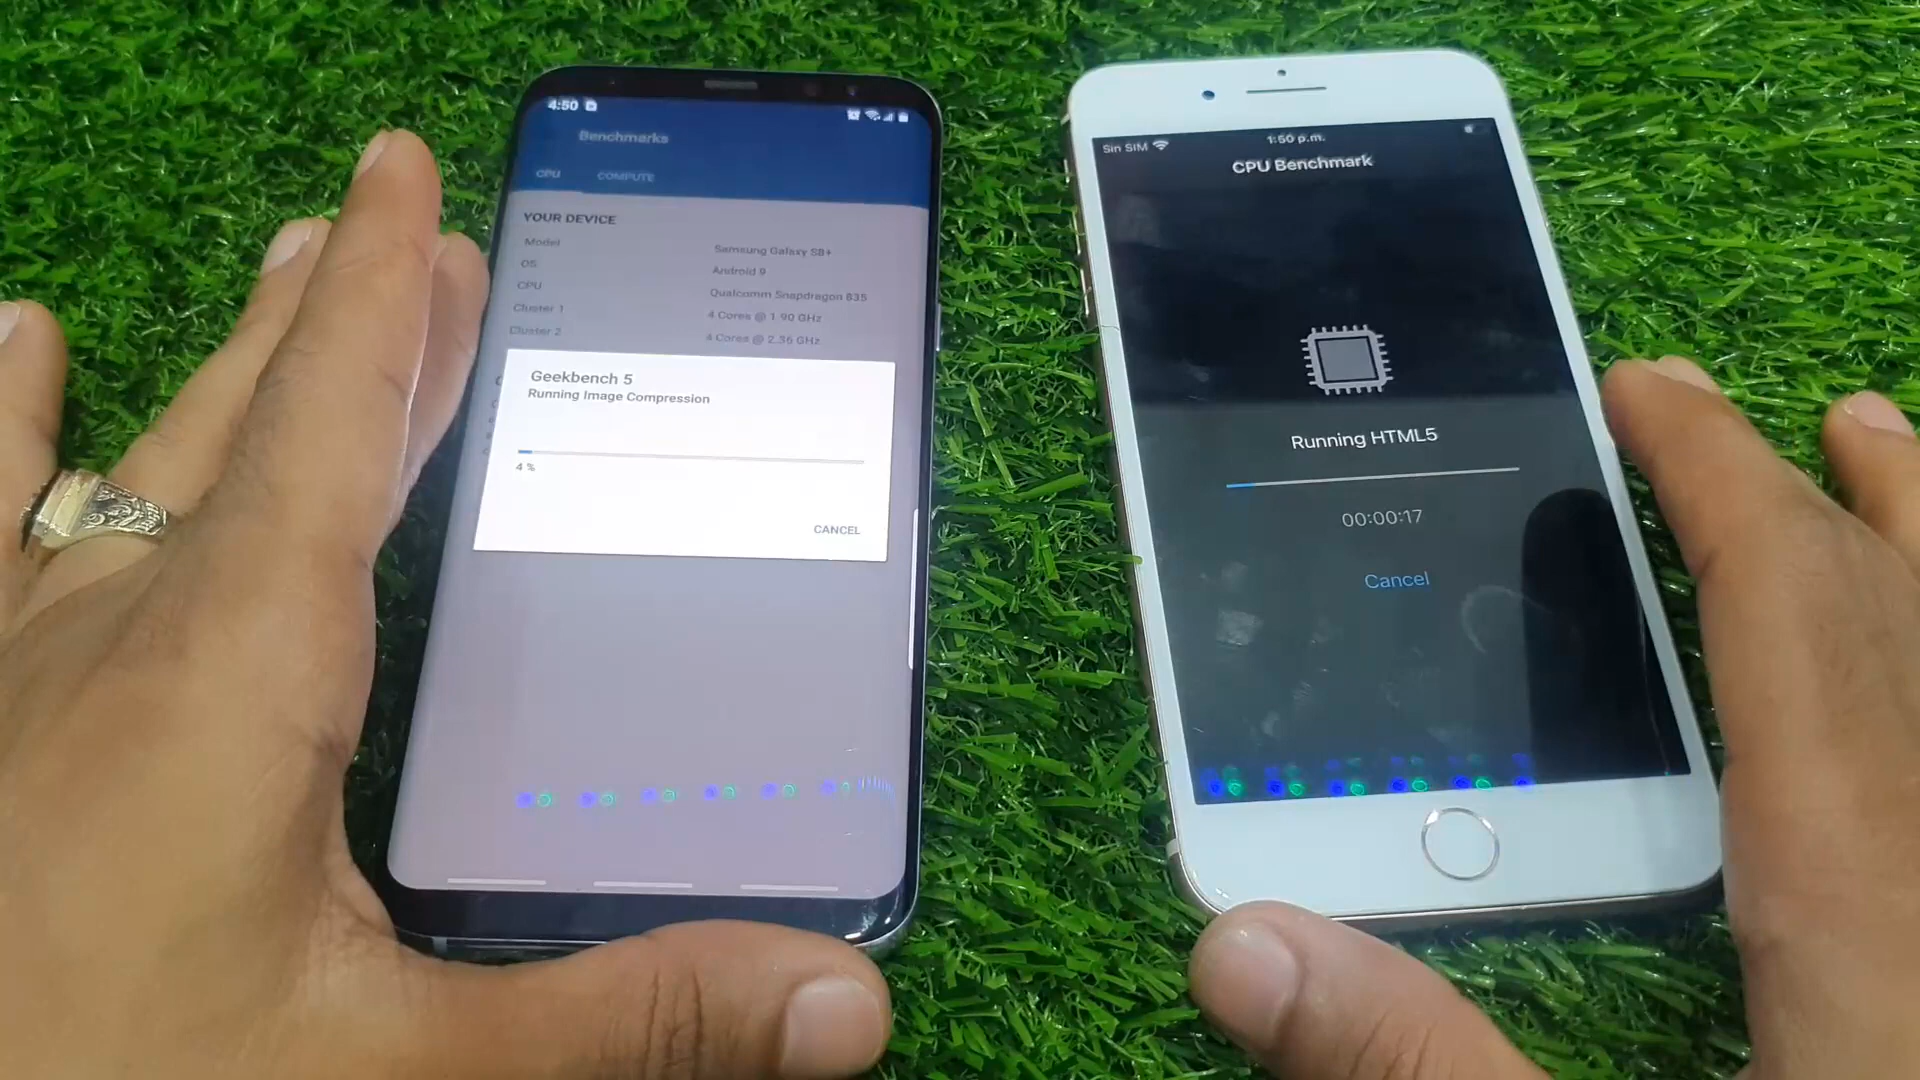 4:50
Benchmarks
CPU COMPUTE
YOUR DEVICE
Model Samsung Galaxy S8+
OS Android 9
CPU Qualcomm Snapdragon 835
Cluster 1 4 Cores @ 1.90 GHz
Cluster 2 4 Cores @ 2.36 GHz
Geekbench 5
Running Image Compression
4 %
CANCEL
Sin SIM 1:50 p.m.
CPU Benchmark
Running HTML5
00:00:17
Cancel